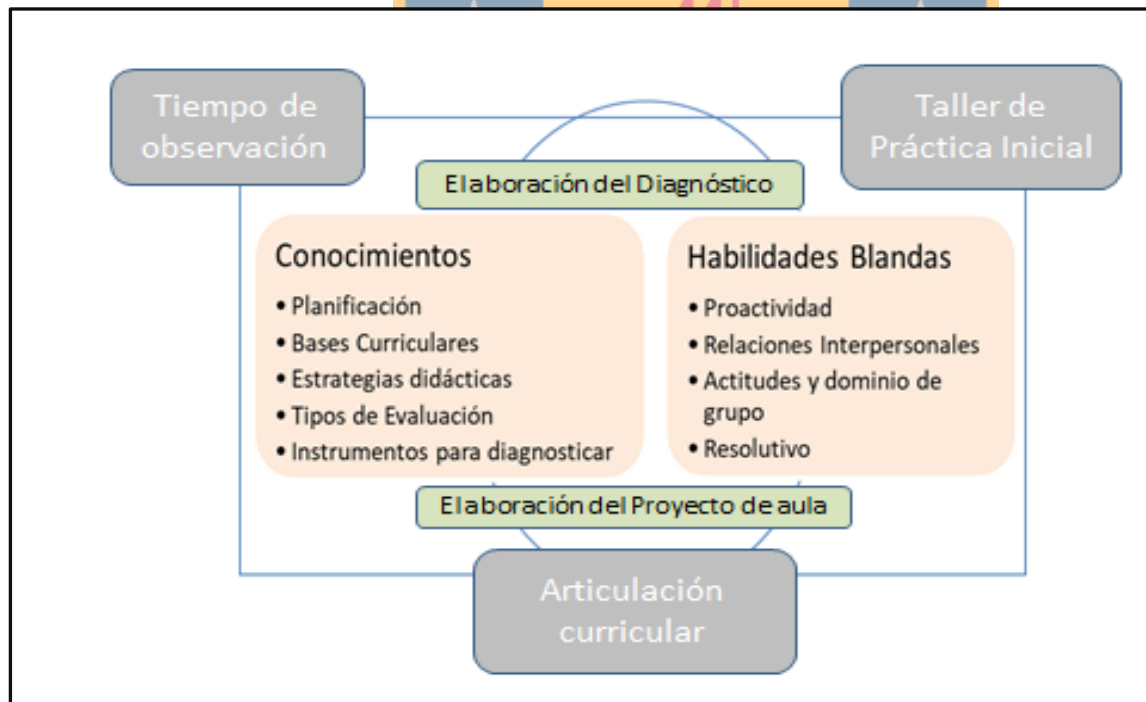 Tiempo de
observación
Taller de
Práctica Inicial
Elaboración del Diagnóstico
Conocimientos
• Planificación
• Bases Curriculares
• Estrategias didácticas
• Tipos de Evaluación
• Instrumentos para diagnosticar
Habilidades Blandas
• Proactividad
• Relaciones Interpersonales
• Actitudes y dominio de
grupo
• Resolutivo
Elaboración del Proyecto de aula
Articulación
curricular